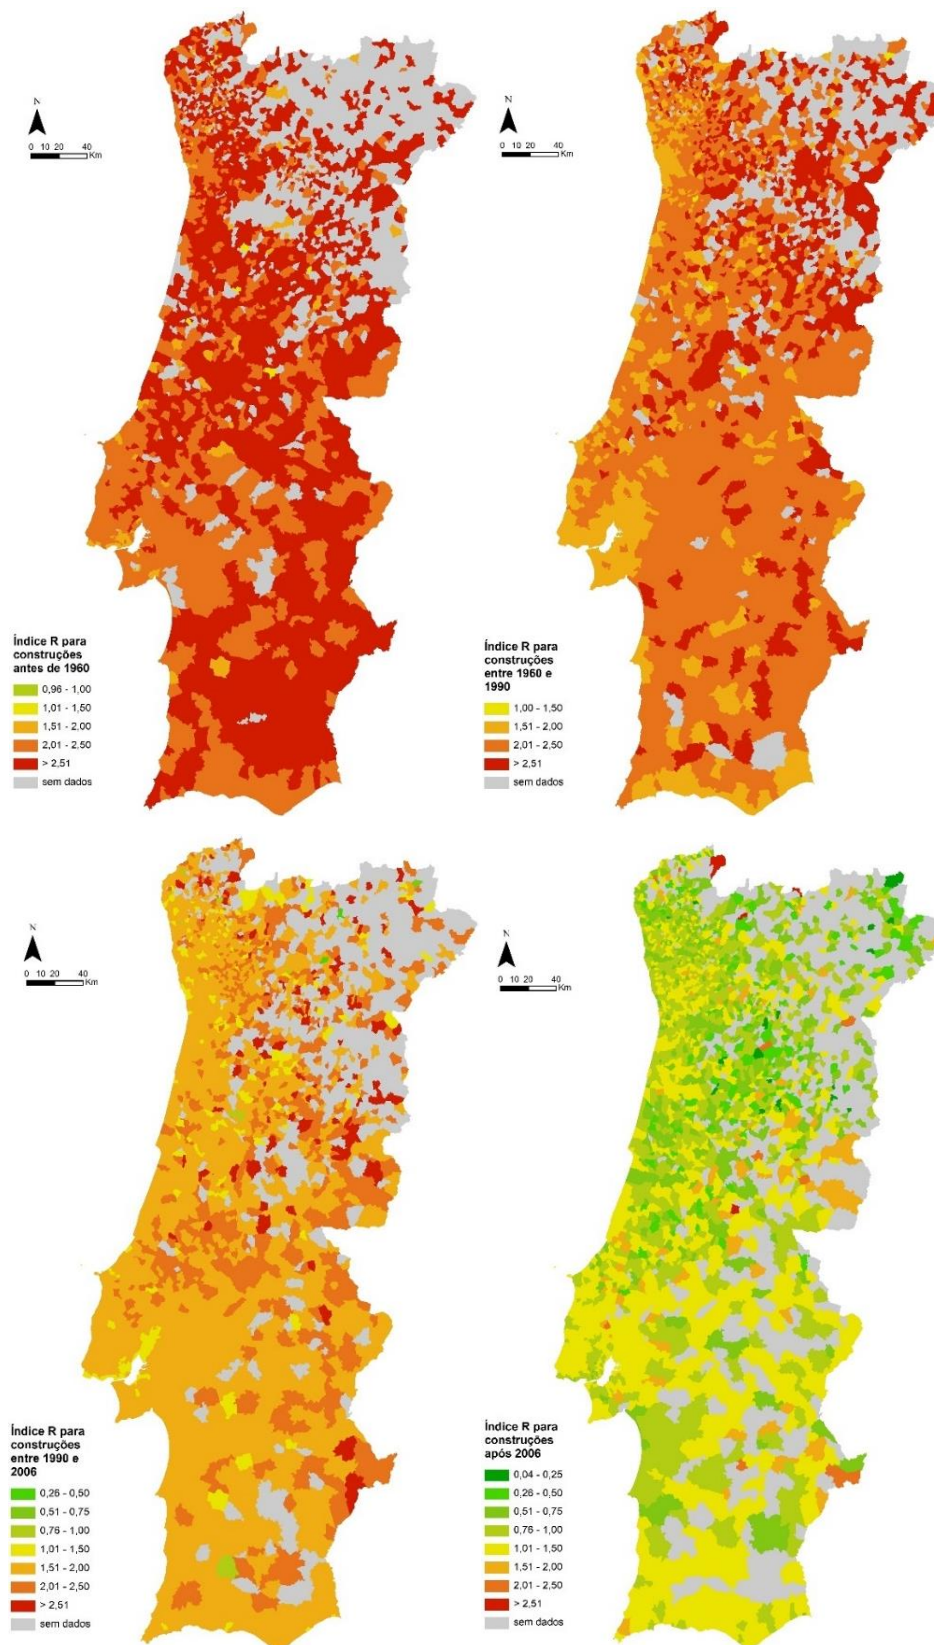 N
0 10 20 40
Km
Índice R para
construções
antes de 1960
0,96 - 1,00
1,01 - 1,50
1,51 - 2,00
2,01 - 2,50
> 2,51
sem dados
N
0 10 20 40
Km
Índice R para
construções
entre 1960 e
1990
1,00 - 1,50
1,51 - 2,00
2,01 - 2,50
> 2,51
sem dados
N
0 10 20 40
Km
Índice R para
construções
entre 1990 e
2006
0,26 - 0,50
0,51 - 0,75
0,76 - 1,00
1,01 - 1,50
1,51 - 2,00
2,01 - 2,50
> 2,51
sem dados
N
0 10 20 40
Km
Índice R para
construções
após 2006
0,04 - 0,25
0,26 - 0,50
0,51 - 0,75
0,76 - 1,00
1,01 - 1,50
1,51 - 2,00
2,01 - 2,50
> 2,51
sem dados